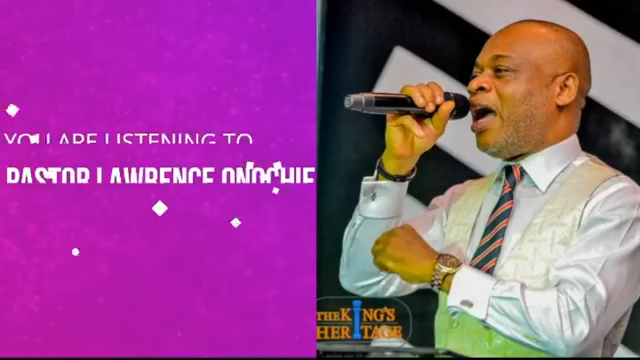 YOU ARE LISTENING TO
PASTOR LAWRENCE ONOCHIE
THE KING'S
HERITAGE